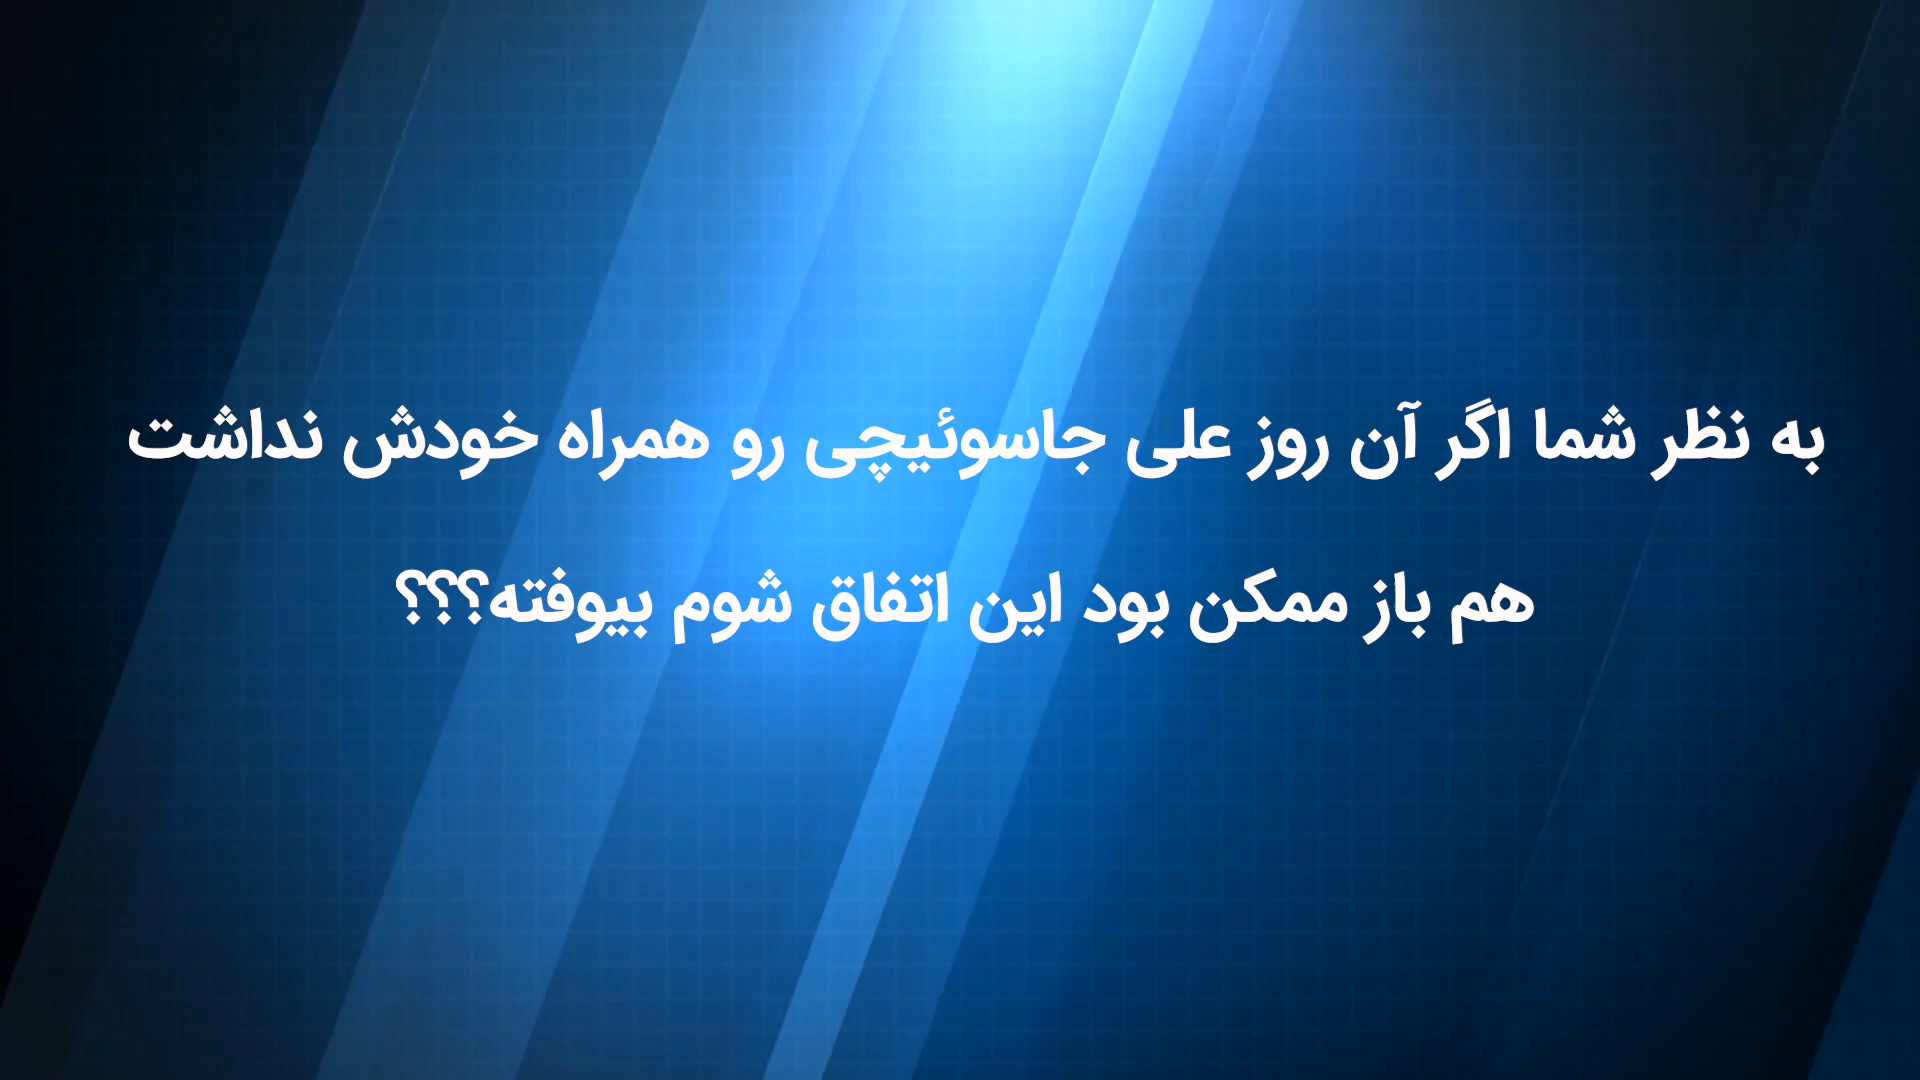 به نظر شما اگر آن روز علی جاسوئیچی رو همراه خودش نداشت
هم باز ممکن بود این اتفاق شوم بیوفته؟؟؟